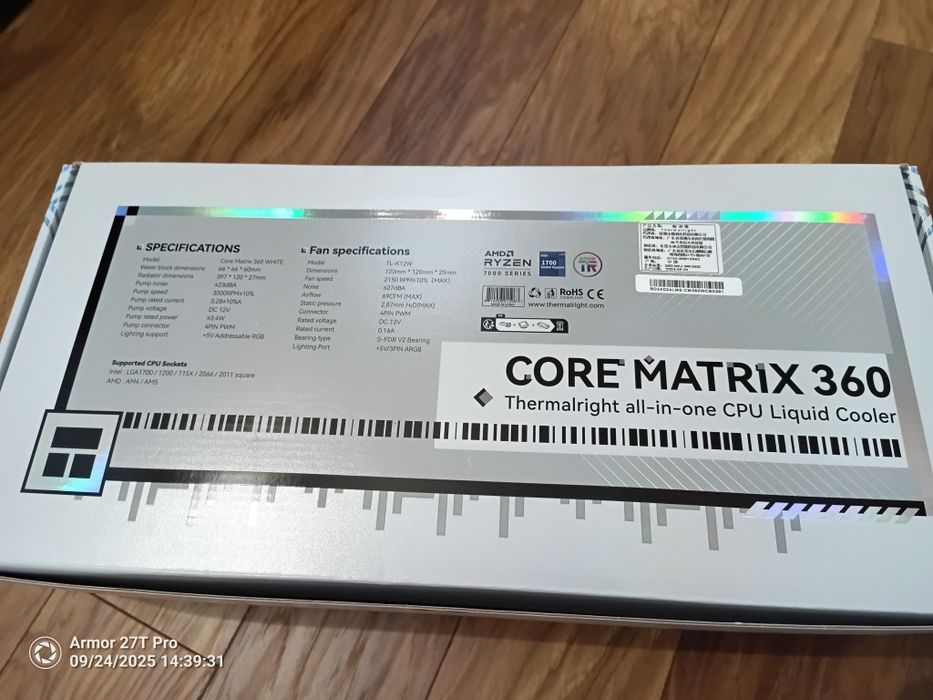 SPECIFICATIONS
Model Core Matrix 360 WHITE
Water block dimensions 66 * 66 * 60mm
Radiator dimensions 397 * 120 * 27mm
Pump noise ≤23dBA
Pump speed 3000RPM±10%
Pump rated current 0.28±10%A
Pump voltage DC 12V
Pump rated power ≤3.4W
Pump connector 4PIN PWM
Lighting support +5V Addressable RGB
Supported CPU Sockets
Intel : LGA1700 / 1200 / 115X / 2066 / 2011 square
AMD : AM4 / AM5
Fan specifications
Model TL-K12W
Dimensions 120mm * 120mm * 25mm
Fan speed 2150 RPM±10% (MAX)
Noise ≤27dBA
Airflow 69CFM (MAX)
Static pressure 2.87mm H₂O(MAX)
Connector 4PIN PWM
Rated voltage DC 12V
Rated current 0.16A
Bearing type S-FDB V2 Bearing
Lighting Port +5V/3PIN ARGB
AMD
RYZEN
7000 SERIES
1700
TR
RoHS
COMPLIANT
CE
www.thermalright.com
Thermalright
CORE MATRIX 360
Thermalright all-in-one CPU Liquid Cooler
Armor 27T Pro
09/24/2025 14:39:31